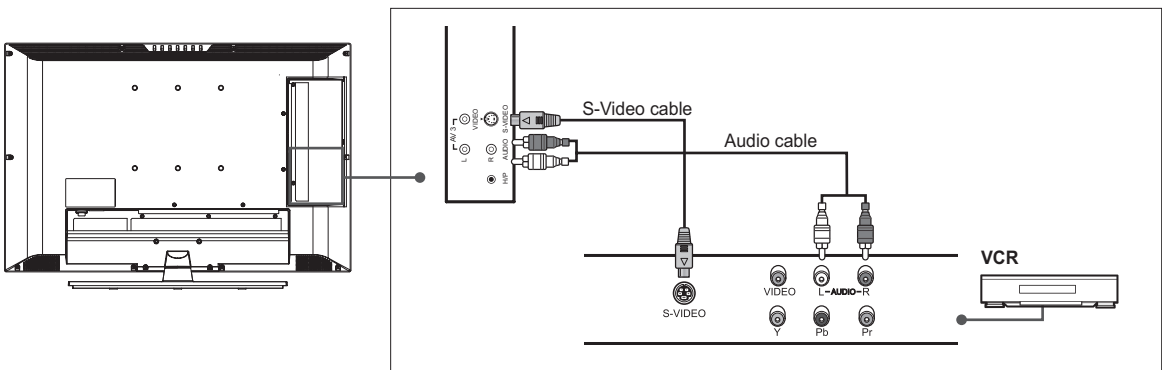 AV 3
VIDEO
S-VIDEO
L
R
AUDIO
H/P
S-Video cable
Audio cable
VCR
S-VIDEO
VIDEO
L-AUDIO-R
Y
Pb
Pr